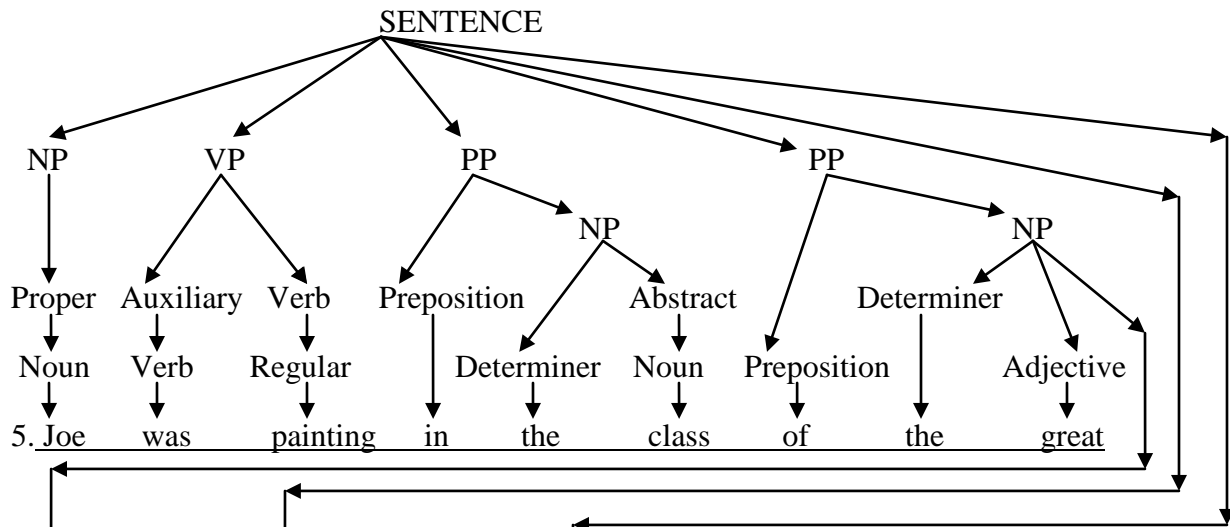 SENTENCE
NP VP PP PP
NP NP
Proper Auxiliary Verb Preposition Abstract Determiner
Noun Verb Regular Determiner Noun Preposition Adjective
5. Joe was painting in the class of the great